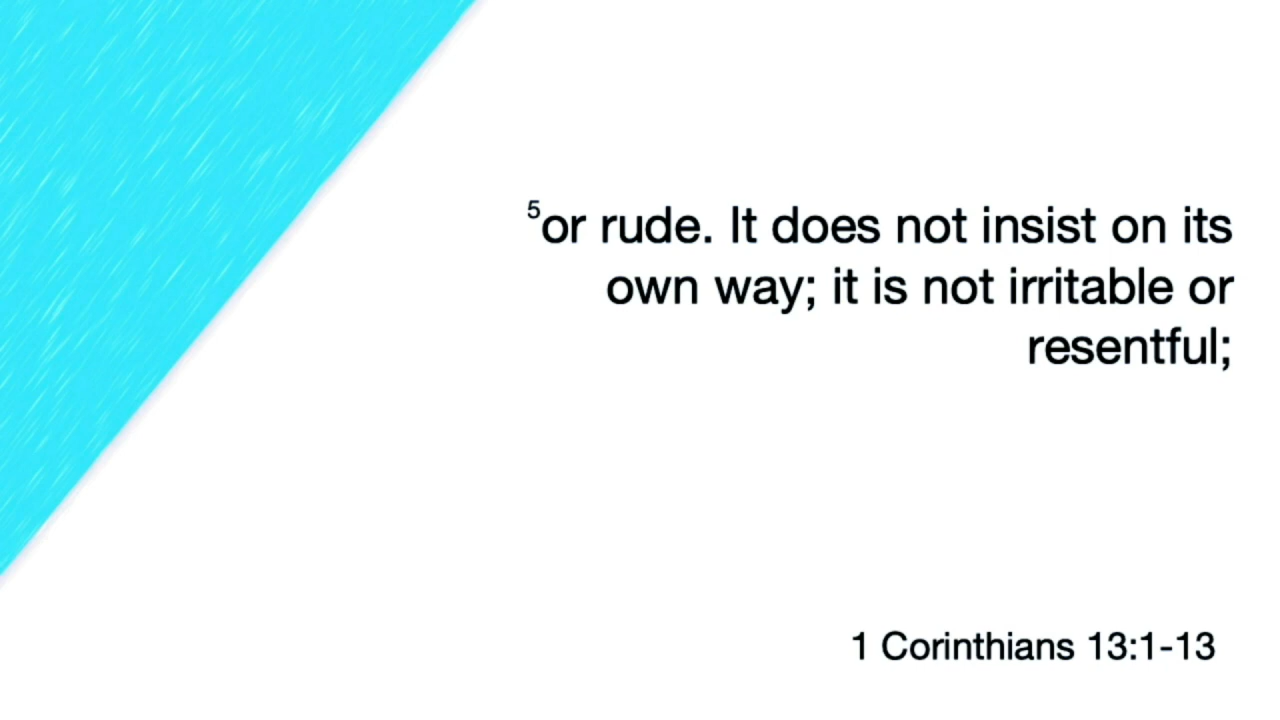 ⁵or rude. It does not insist on its
own way; it is not irritable or
resentful;
1 Corinthians 13:1-13